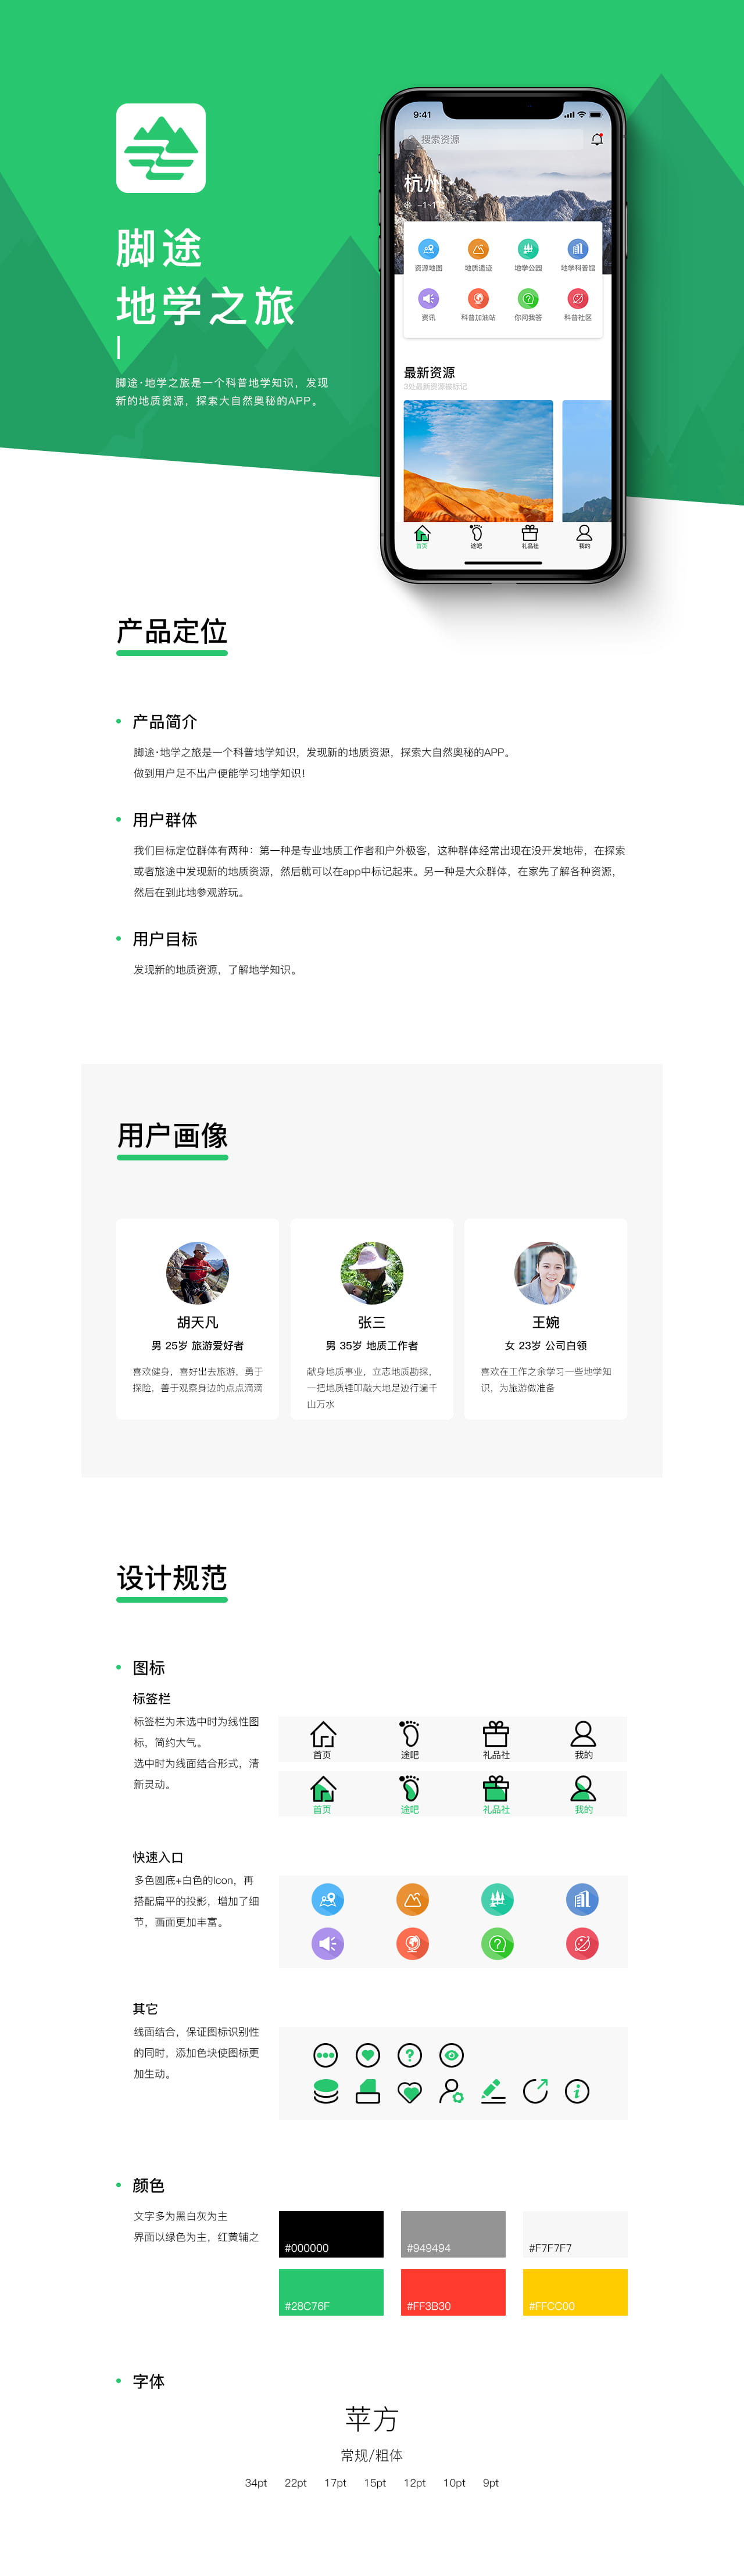 脚途
地学之旅
脚途·地学之旅是一个科普地学知识，发现
新的地质资源，探索大自然奥秘的APP。
9:41
搜索资源
杭州
-1~1
资源地图 地质遗迹 地学公园 地学科普馆
资讯 科普加油站 你问我答 科普社区
最新资源
3处最新资源被标记
首页 途吧 礼品社 我的
产品定位
产品简介
脚途·地学之旅是一个科普地学知识，发现新的地质资源，探索大自然奥秘的APP。
做到用户足不出户便能学习地学知识！
用户群体
我们目标定位群体有两种：第一种是专业地质工作者和户外极客，这种群体经常出现在没开发地带，在探索
或者旅途中发现新的地质资源，然后就可以在app中标记起来。另一种是大众群体，在家先了解各种资源，
然后在到此地参观游玩。
用户目标
发现新的地质资源，了解地学知识。
用户画像
胡天凡
男 25岁 旅游爱好者
喜欢健身，喜好出去旅游，勇于
探险，善于观察身边的点点滴滴
张三
男 35岁 地质工作者
献身地质事业，立志地质勘探，
一把地质锤叩敲大地足迹行遍千
山万水
王婉
女 23岁 公司白领
喜欢在工作之余学习一些地学知
识，为旅游做准备
设计规范
图标
标签栏
标签栏为未选中时为线性图
标，简约大气。
选中时为线面结合形式，清
新灵动。
首页 途吧 礼品社 我的
首页 途吧 礼品社 我的
快速入口
多色圆底+白色的Icon，再
搭配扁平的投影，增加了细
节，画面更加丰富。
其它
线面结合，保证图标识别性
的同时，添加色块使图标更
加生动。
颜色
文字多为黑白灰为主
界面以绿色为主，红黄辅之
#000000 #949494 #F7F7F7
#28C76F #FF3B30 #FFCC00
字体
苹方
常规/粗体
34pt 22pt 17pt 15pt 12pt 10pt 9pt